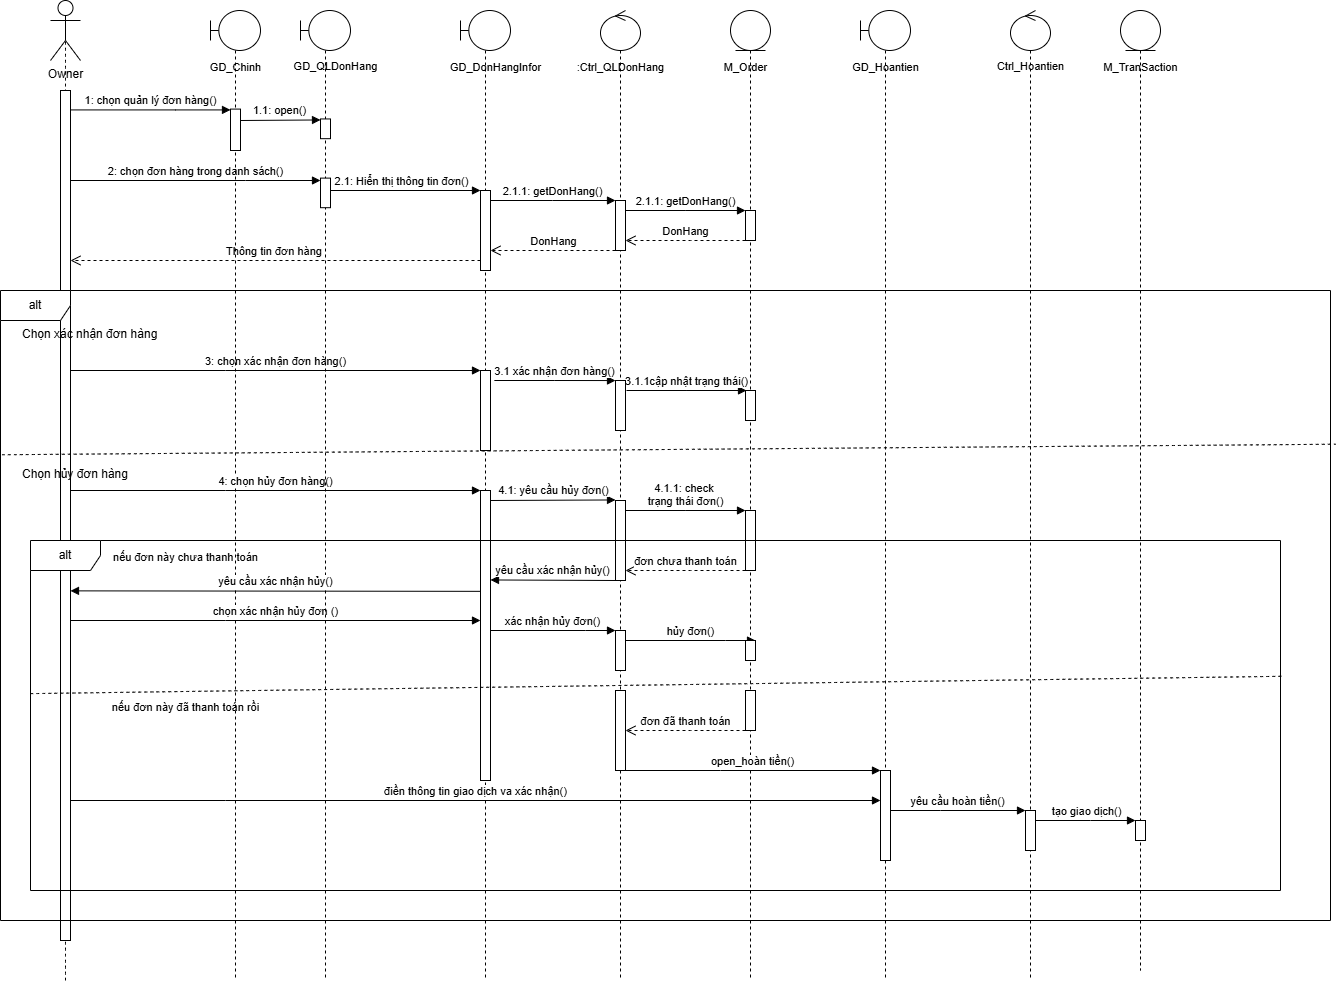 Owner
GD_Chinh
GD_QLDonHang
GD_DonHangInfor
:Ctrl_QLDonHang
M_Order
GD_Hoantien
Ctrl_Hoantien
M_TranSaction
1: chọn quản lý đơn hàng()
1.1: open()
2: chọn đơn hàng trong danh sách()
2.1: Hiển thị thông tin đơn()
2.1.1: getDonHang()
2.1.1: getDonHang()
DonHang
DonHang
Thông tin đơn hàng
alt
Chọn xác nhận đơn hàng
3: chọn xác nhận đơn hàng()
3.1 xác nhận đơn hàng()
3.1.1cập nhật trạng thái()
Chọn hủy đơn hàng
4: chọn hủy đơn hàng()
4.1: yêu cầu hủy đơn()
4.1.1: check
trạng thái đơn()
alt
nếu đơn này chưa thanh toán
đơn chưa thanh toán
yêu cầu xác nhận hủy()
yêu cầu xác nhận hủy()
chọn xác nhận hủy đơn ()
xác nhận hủy đơn()
hủy đơn()
nếu đơn này đã thanh toán rồi
đơn đã thanh toán
open_hoàn tiền()
điền thông tin giao dịch va xác nhận()
yêu cầu hoàn tiền()
tạo giao dịch()